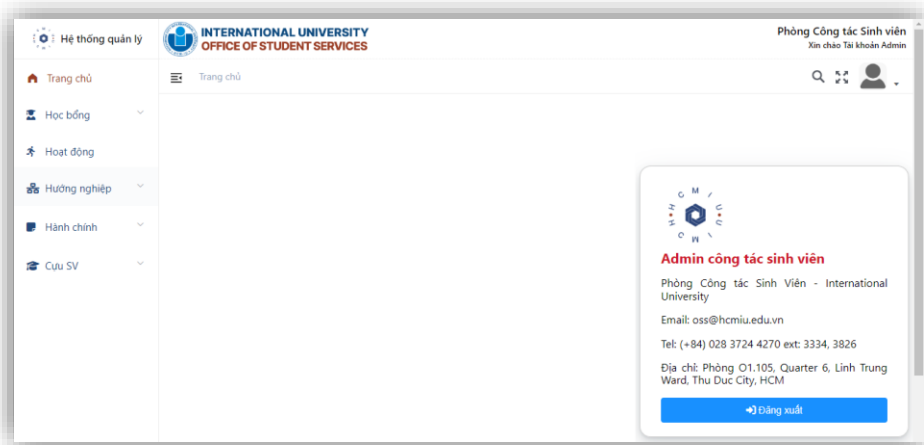 Hệ thống quản lý
INTERNATIONAL UNIVERSITY
OFFICE OF STUDENT SERVICES
Phòng Công tác Sinh viên
Xin chào Tài khoản Admin
Trang chủ
Trang chủ
Học bổng
Hoạt động
Hướng nghiệp
Hành chính
Cựu SV
HCMIU
HCMIU
Admin công tác sinh viên
Phòng Công tác Sinh Viên - International
University
Email: oss@hcmiu.edu.vn
Tel: (+84) 028 3724 4270 ext: 3334, 3826
Địa chỉ: Phòng O1.105, Quarter 6, Linh Trung
Ward, Thu Duc City, HCM
Đăng xuất